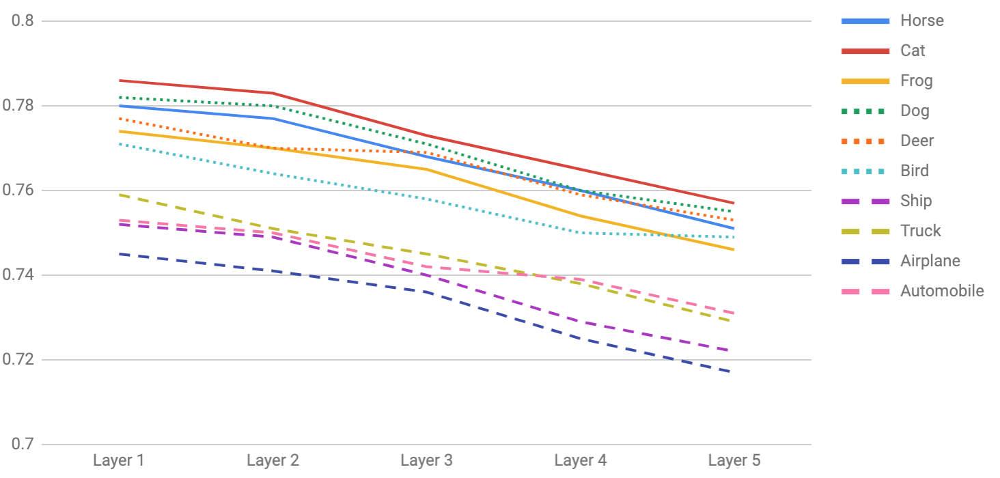 0.8
0.78
0.76
0.74
0.72
0.7
Layer 1
Layer 2
Layer 3
Layer 4
Layer 5
Horse
Cat
Frog
Dog
Deer
Bird
Ship
Truck
Airplane
Automobile